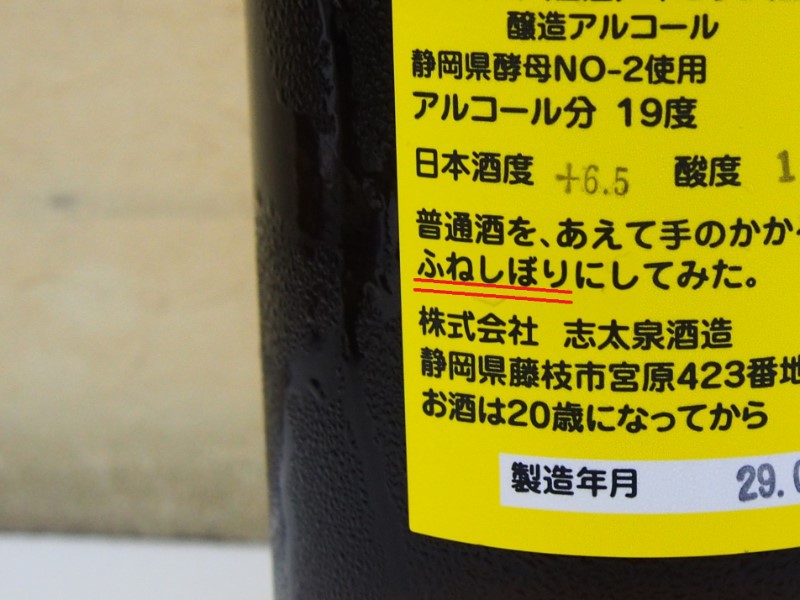 醸造アルコール
静岡県酵母NO-2使用
アルコール分 19度
日本酒度 +6.5 酸度 1
普通酒を、あえて手のかか
ふねしぼりにしてみた。
株式会社 志太泉酒造
静岡県藤枝市宮原423番地
お酒は20歳になってから
製造年月 29.